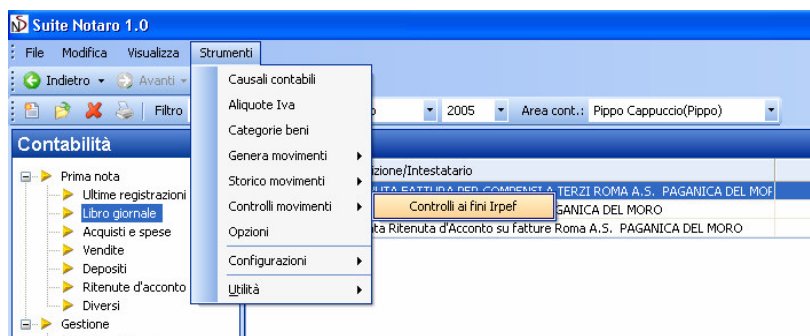 Suite Notaro 1.0
File Modifica Visualizza Strumenti
Indietro Avanti
Filtro 2005 Area cont.: Pippo Cappuccio(Pippo)
Contabilità
Causali contabili
Aliquote Iva
Categorie beni
Genera movimenti
Storico movimenti
Controlli movimenti
Opzioni
Configurazioni
Utilità
Controlli ai fini Irpef
izione/Intestatario
FATTURA PER COMPENSI A TERZI ROMA A.S. PAGANICA DEL MOR
GANICA DEL MORO
ta Ritenuta d'Acconto su fatture Roma A.S. PAGANICA DEL MORO
Prima nota
Ultime registrazioni
Libro giornale
Acquisti e spese
Vendite
Depositi
Ritenute d'acconto
Diversi
Gestione